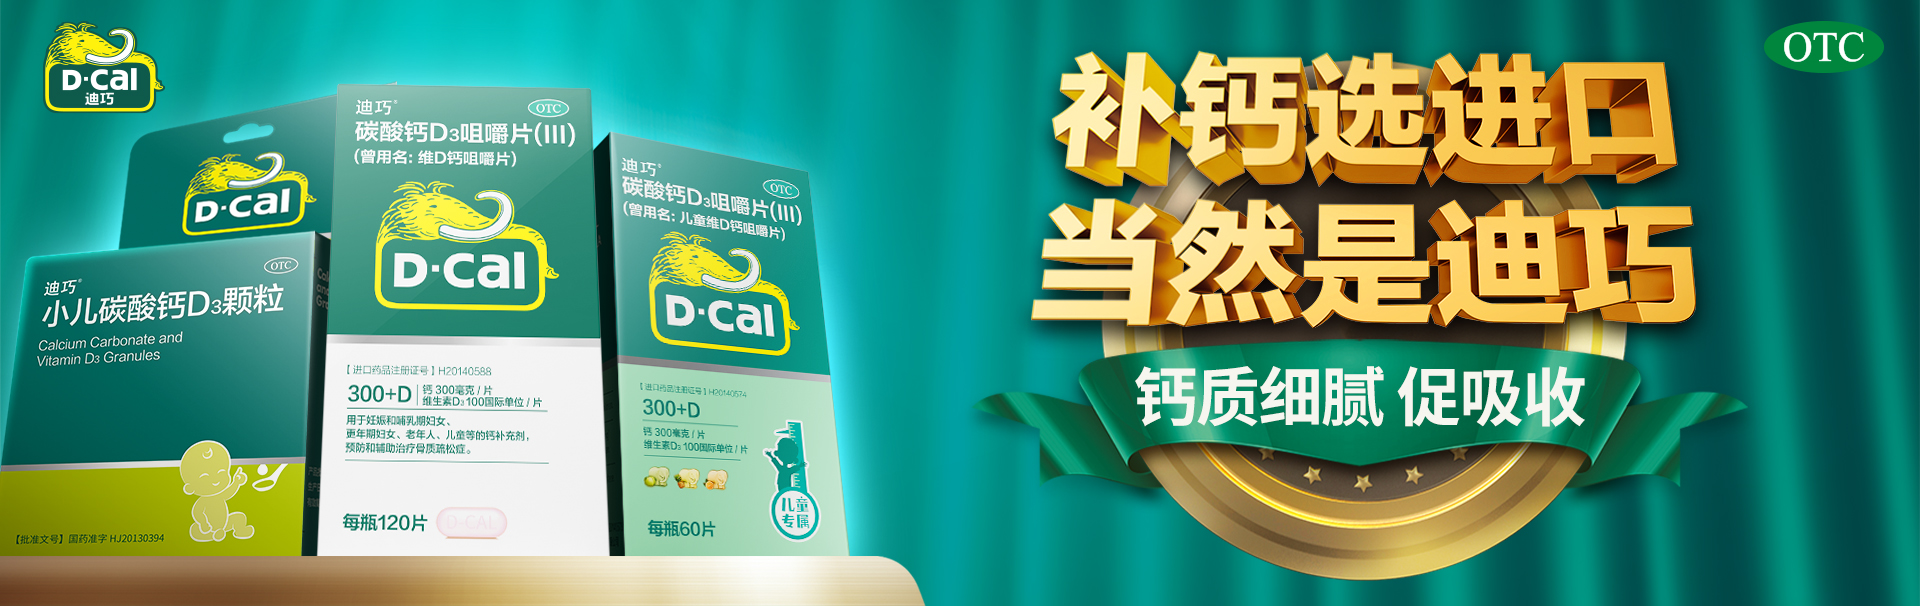 D·Cal
迪巧
OTC
补钙选进口
当然是迪巧
钙质细腻 促吸收
D·Cal
迪巧®
OTC
小儿碳酸钙D3颗粒
Calcium Carbonate and
Vitamin D3 Granules
【批准文号】国药准字 HJ20130394
迪巧®
OTC
碳酸钙D3咀嚼片(III)
(曾用名: 维D钙咀嚼片)
D·Cal
【进口药品注册证号】H20140588
300+D
钙 300毫克 / 片
维生素D3 100国际单位 / 片
用于妊娠和哺乳期妇女、
更年期妇女、老年人、儿童等的钙补充剂，
预防和辅助治疗骨质疏松症。
每瓶120片
D-CAL
迪巧®
OTC
碳酸钙D3咀嚼片(III)
(曾用名: 儿童维D钙咀嚼片)
D·Cal
【进口药品注册证号】H20140574
300+D
钙 300毫克 / 片
维生素D3 100国际单位 / 片
儿童
专属
每瓶60片